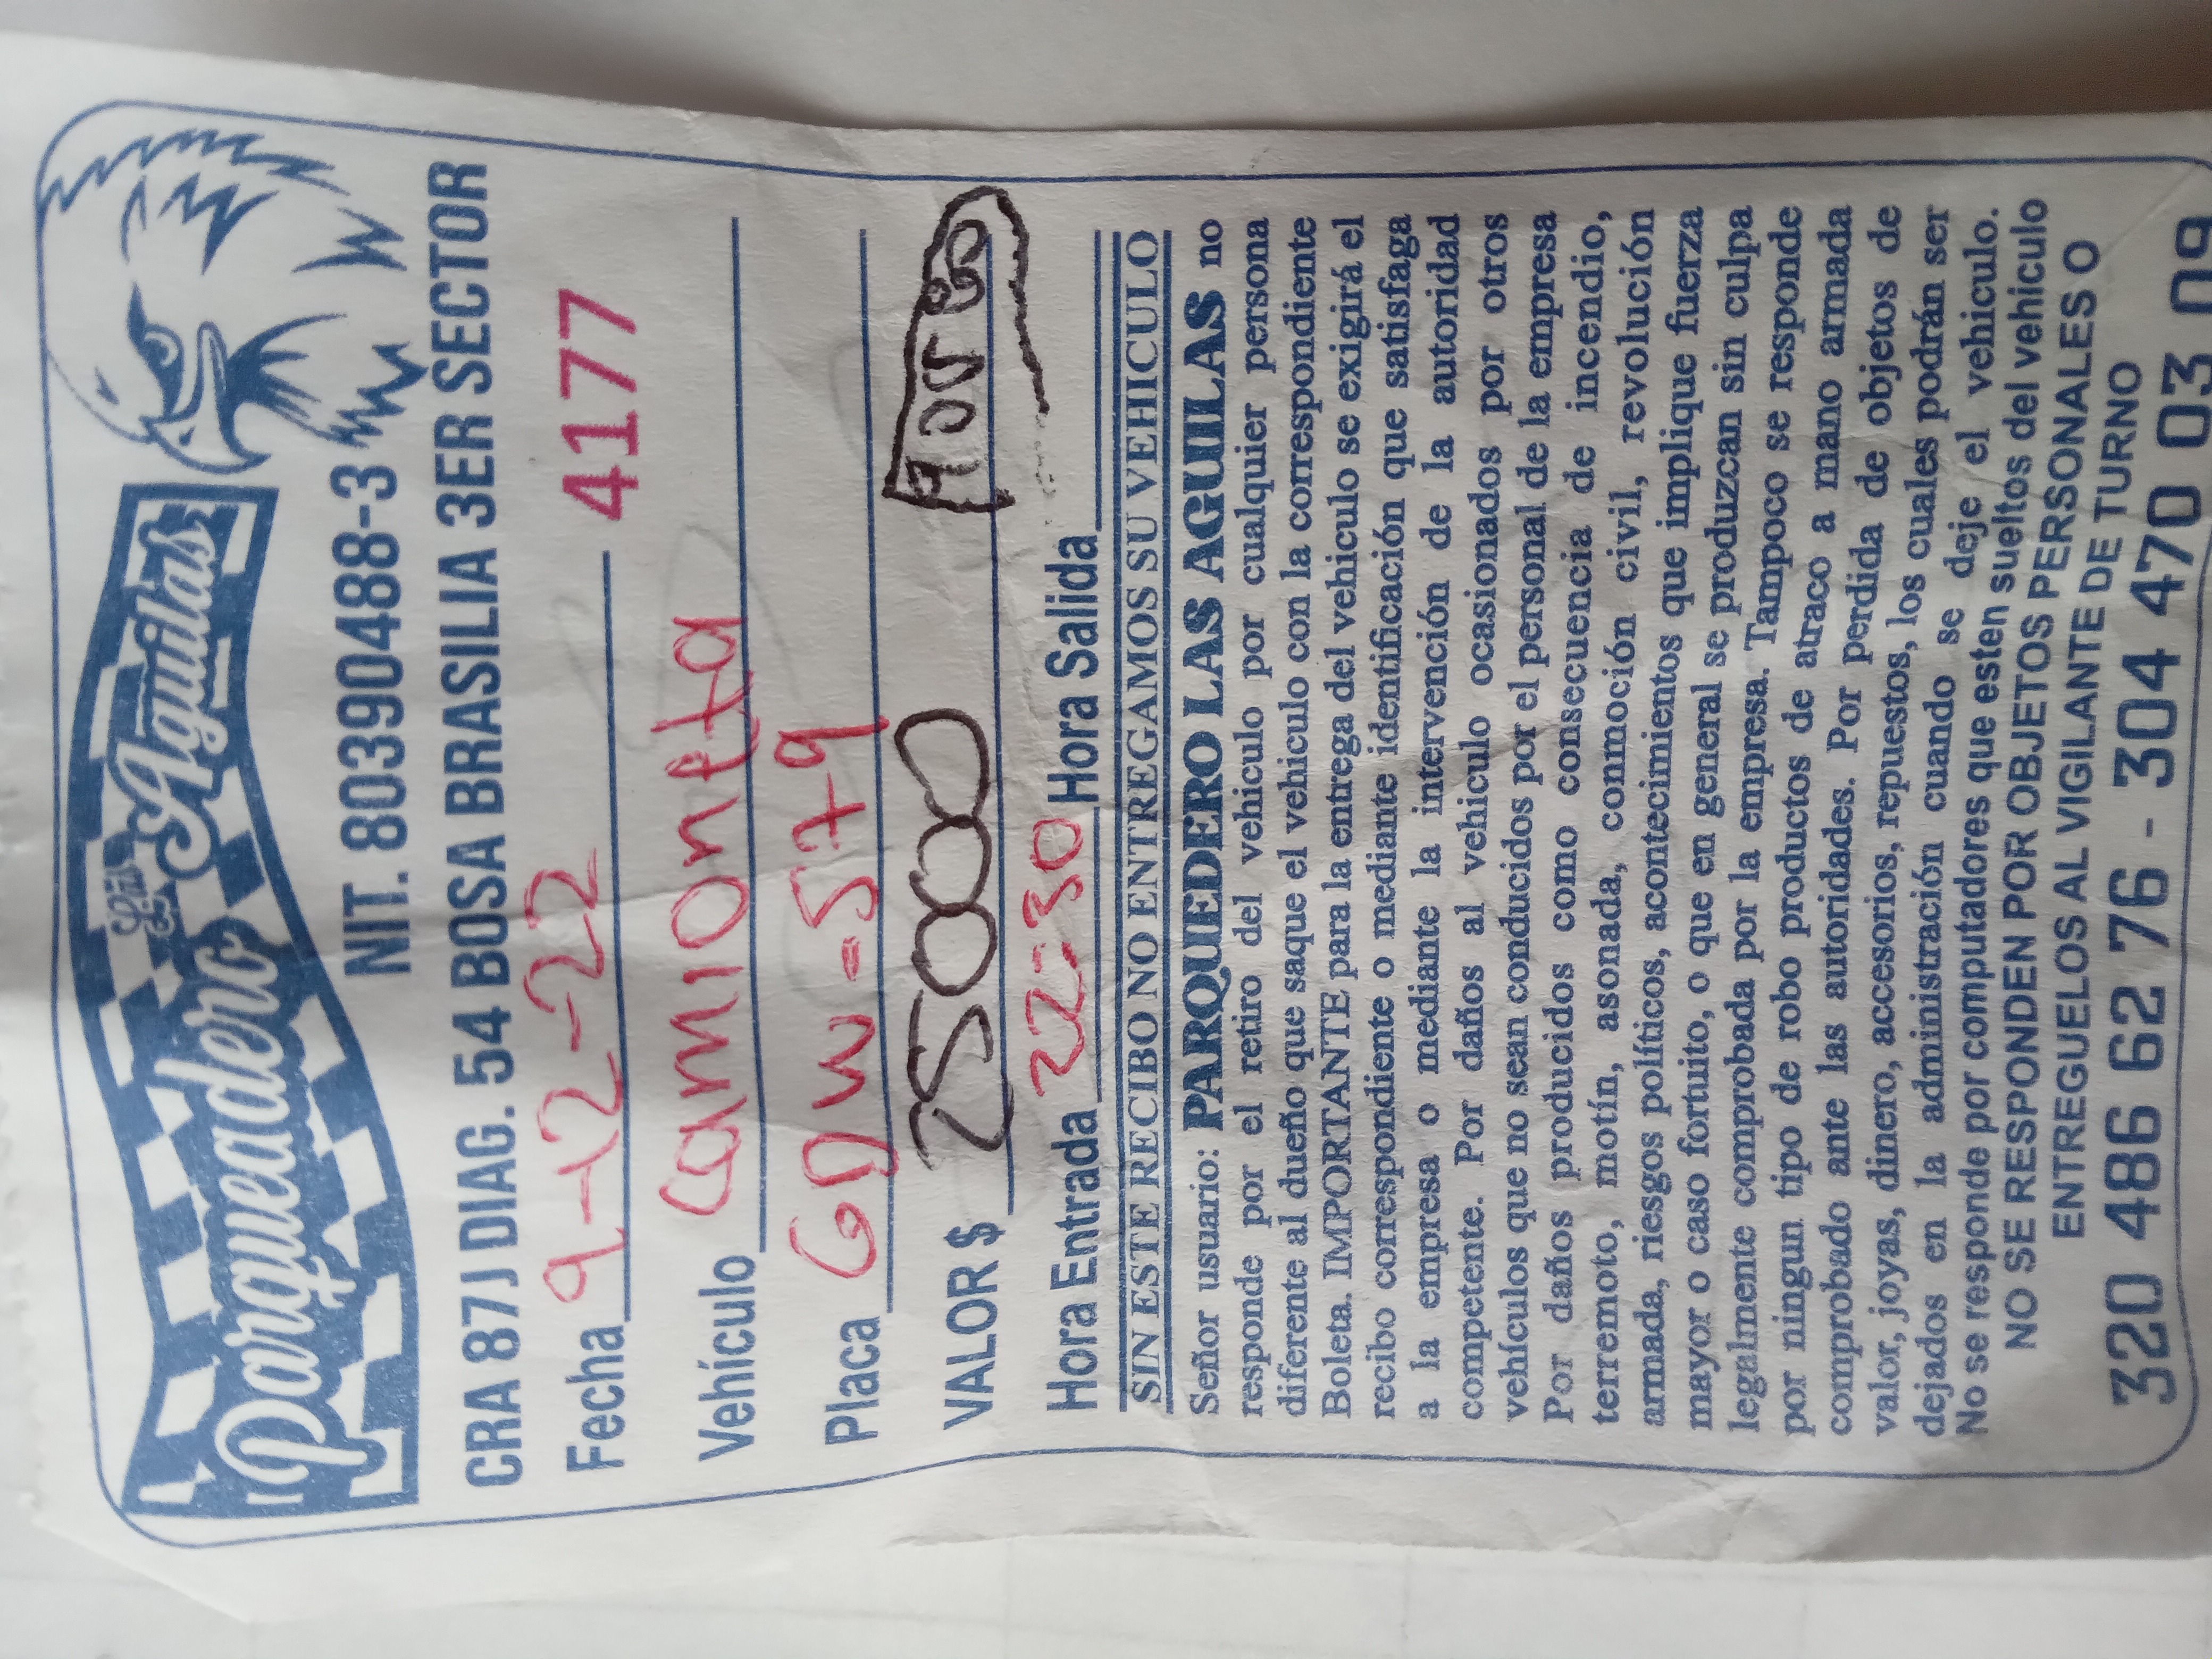 Parqueadero Las Aguilas
NIT. 80390488-3
CRA 87J DIAG. 54 BOSA BRASILIA 3ER SECTOR
Fecha 9-12-22 4177
Vehículo camioneta
Placa GDW-579
VALOR $ 25000
Hora Entrada 22:30 Hora Salida
SIN ESTE RECIBO NO ENTREGAMOS SU VEHICULO
Señor usuario: PARQUEDERO LAS AGUILAS no
responde por el retiro del vehiculo por cualquier persona
diferente al dueño que saque el vehiculo con la correspondiente
Boleta. IMPORTANTE para la entrega del vehiculo se exigirá el
recibo correspondiente o mediante identificación que satisfaga
a la empresa o mediante la intervención de la autoridad
competente. Por daños al vehiculo ocasionados por otros
vehículos que no sean conducidos por el personal de la empresa
Por daños producidos como consecuencia de incendio,
terremoto, motín, asonada, conmoción civil, revolución
armada, riesgos políticos, acontecimientos que implique fuerza
mayor o caso fortuito, o que en general se produzcan sin culpa
legalmente comprobada por la empresa. Tampoco se responde
por ningun tipo de robo productos de atraco a mano armada
comprobado ante las autoridades. Por perdida de objetos de
valor, joyas, dinero, accesorios, repuestos, los cuales podrán ser
dejados en la administración cuando se deje el vehiculo.
No se responde por computadores que esten sueltos del vehículo
NO SE RESPONDEN POR OBJETOS PERSONALES O
ENTREGUELOS AL VIGILANTE DE TURNO
320 486 62 76 - 304 470 03 09